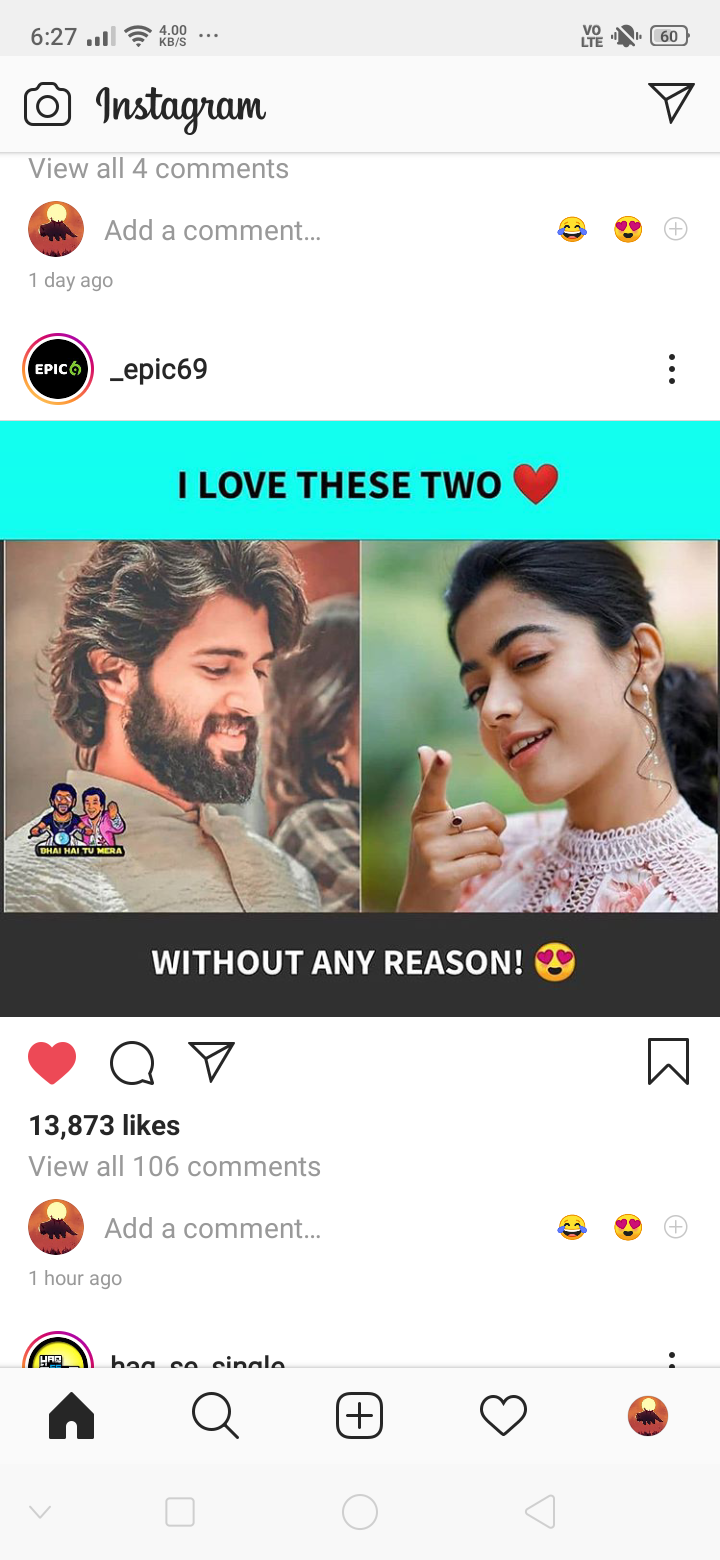 6:27 4.00 KB/S ... VO LTE 60
Instagram
View all 4 comments
Add a comment...
1 day ago
EPIC6 _epic69
I LOVE THESE TWO ❤️
BHAI HAI TU MERA
WITHOUT ANY REASON! 😍
13,873 likes
View all 106 comments
Add a comment...
1 hour ago
haq_se_single